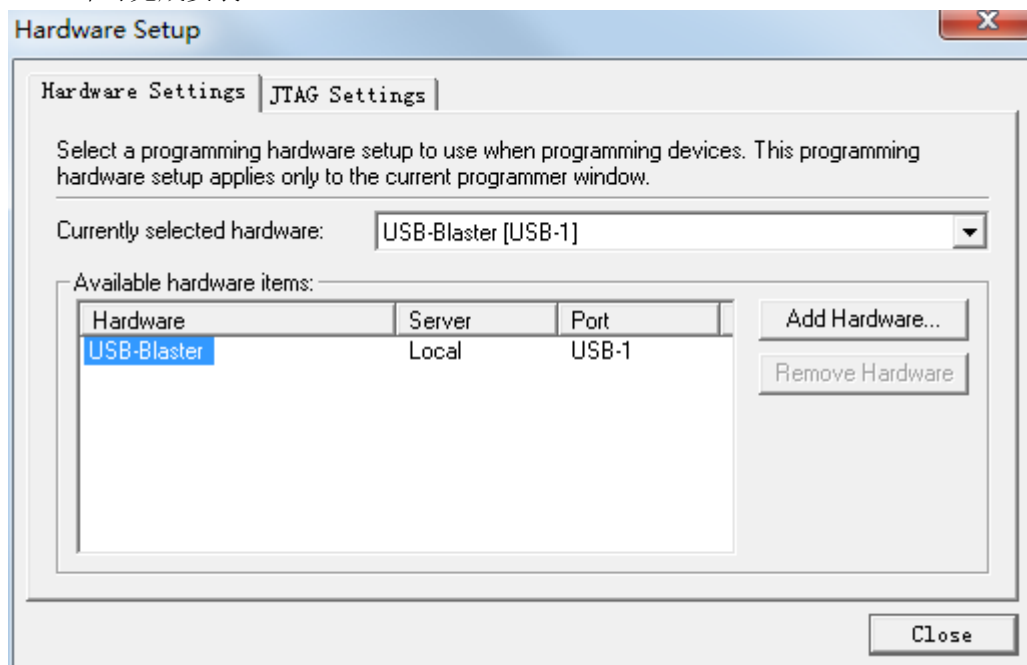 Hardware Setup
Hardware Settings JTAG Settings
Select a programming hardware setup to use when programming devices. This programming
hardware setup applies only to the current programmer window.
Currently selected hardware: USB-Blaster [USB-1]
Available hardware items:
Hardware Server Port Add Hardware...
USB-Blaster Local USB-1
Remove Hardware
Close